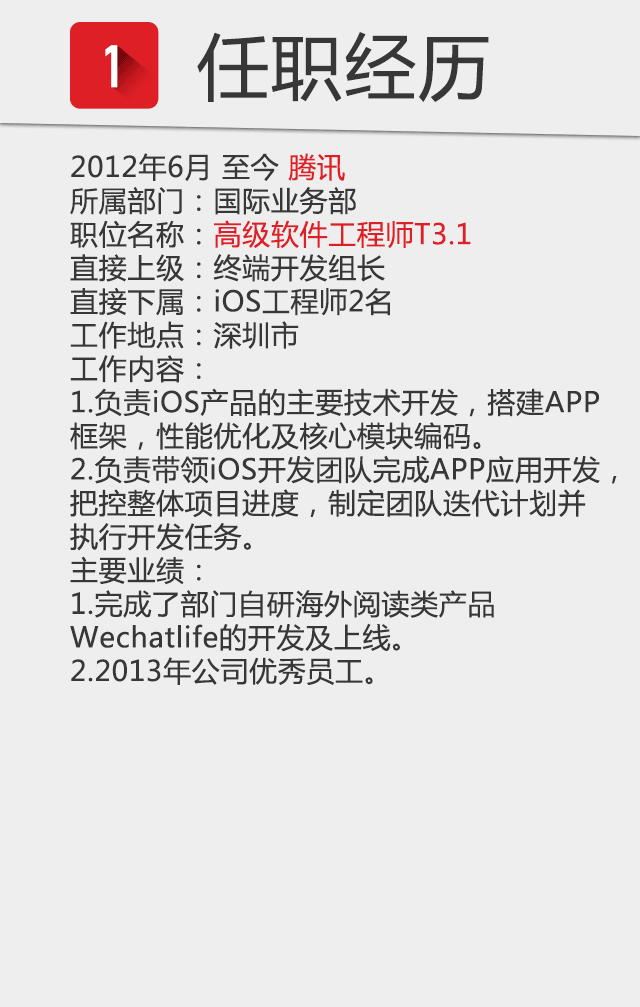 1 任职经历
2012年6月 至今 腾讯
所属部门：国际业务部
职位名称：高级软件工程师T3.1
直接上级：终端开发组长
直接下属：iOS工程师2名
工作地点：深圳市
工作内容：
1.负责iOS产品的主要技术开发，搭建APP
框架，性能优化及核心模块编码。
2.负责带领iOS开发团队完成APP应用开发，
把控整体项目进度，制定团队迭代计划并
执行开发任务。
主要业绩：
1.完成了部门自研海外阅读类产品
Wechatlife的开发及上线。
2.2013年公司优秀员工。